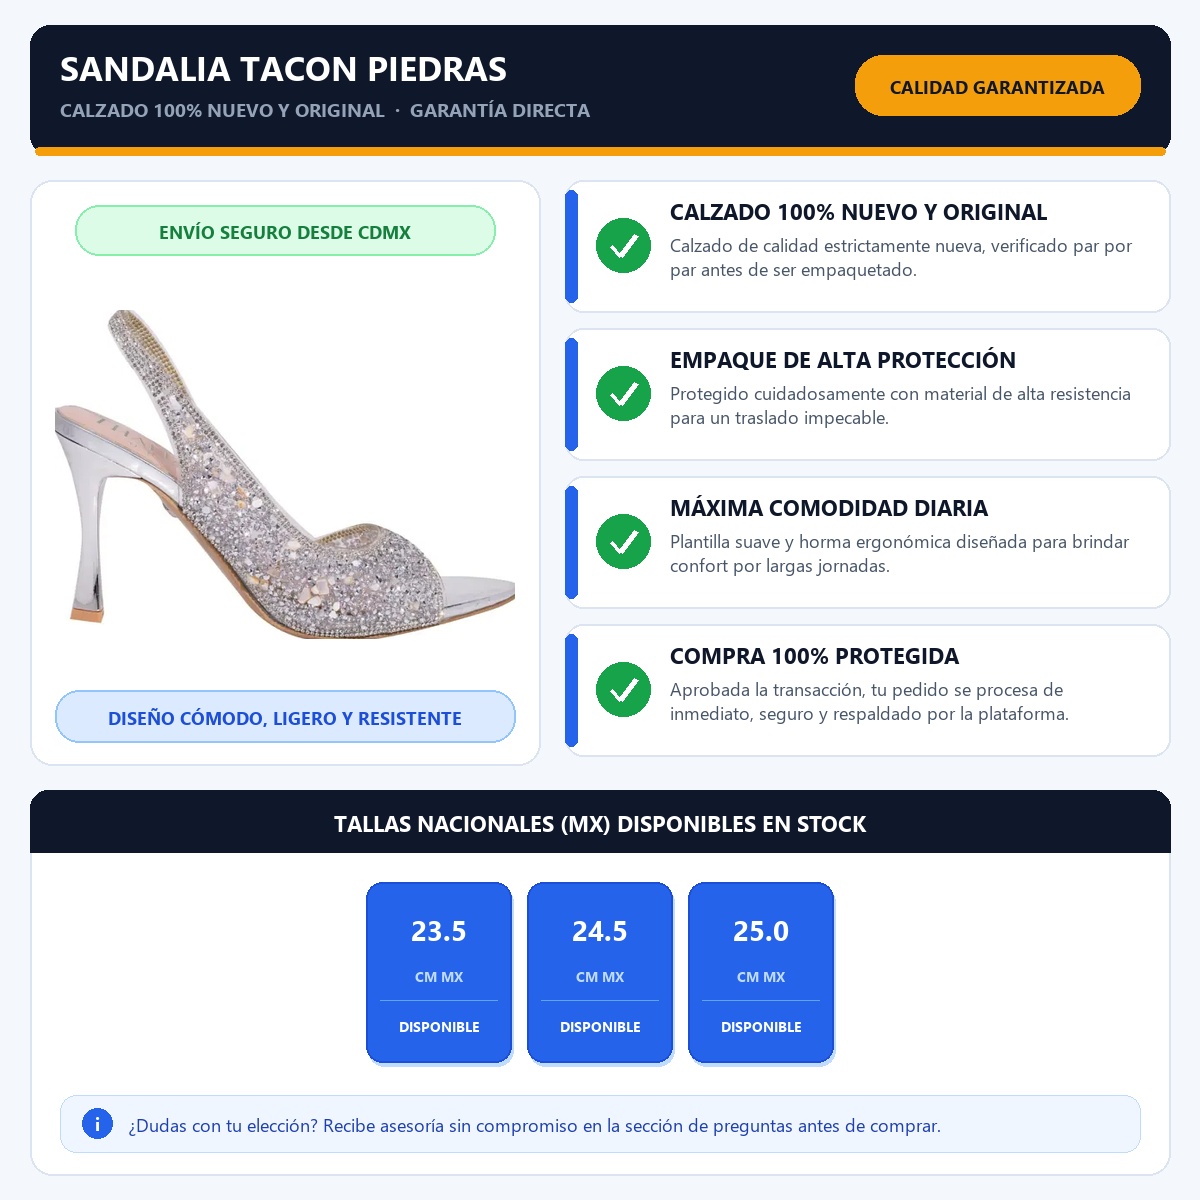 SANDALIA TACON PIEDRAS
CALZADO 100% NUEVO Y ORIGINAL · GARANTÍA DIRECTA
CALIDAD GARANTIZADA
ENVÍO SEGURO DESDE CDMX
DISEÑO CÓMODO, LIGERO Y RESISTENTE
CALZADO 100% NUEVO Y ORIGINAL
Calzado de calidad estrictamente nueva, verificado par por
par antes de ser empaquetado.
EMPAQUE DE ALTA PROTECCIÓN
Protegido cuidadosamente con material de alta resistencia
para un traslado impecable.
MÁXIMA COMODIDAD DIARIA
Plantilla suave y horma ergonómica diseñada para brindar
confort por largas jornadas.
COMPRA 100% PROTEGIDA
Aprobada la transacción, tu pedido se procesa de
inmediato, seguro y respaldado por la plataforma.
TALLAS NACIONALES (MX) DISPONIBLES EN STOCK
23.5
CM MX
DISPONIBLE
24.5
CM MX
DISPONIBLE
25.0
CM MX
DISPONIBLE
¿Dudas con tu elección? Recibe asesoría sin compromiso en la sección de preguntas antes de comprar.